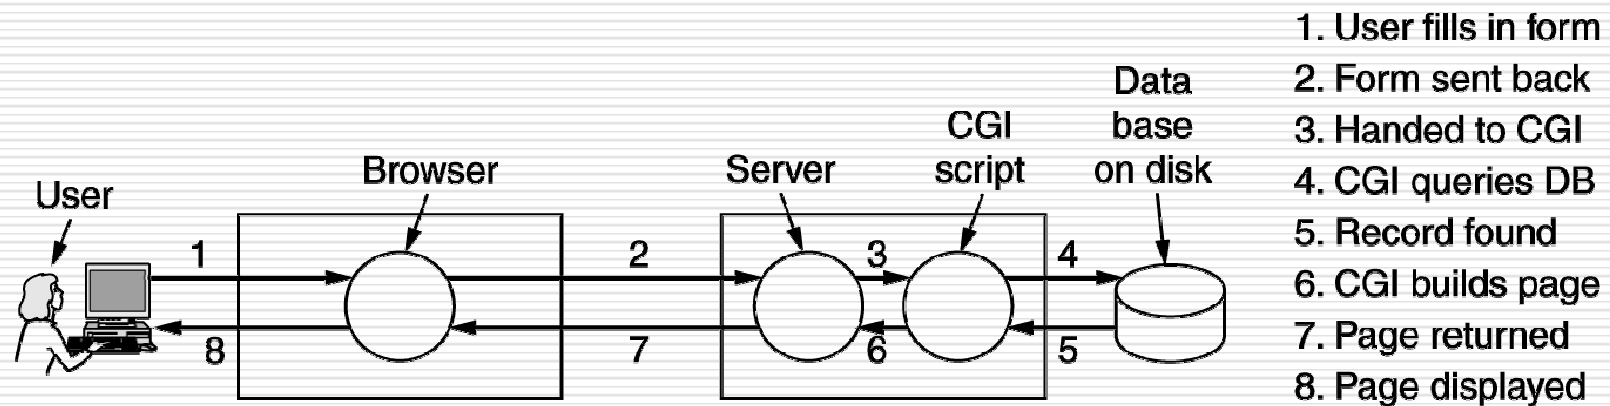 User
Browser
Server
CGI
script
Data
base
on disk
1
2
3
4
8
7
6
5
1. User fills in form
2. Form sent back
3. Handed to CGI
4. CGI queries DB
5. Record found
6. CGI builds page
7. Page returned
8. Page displayed